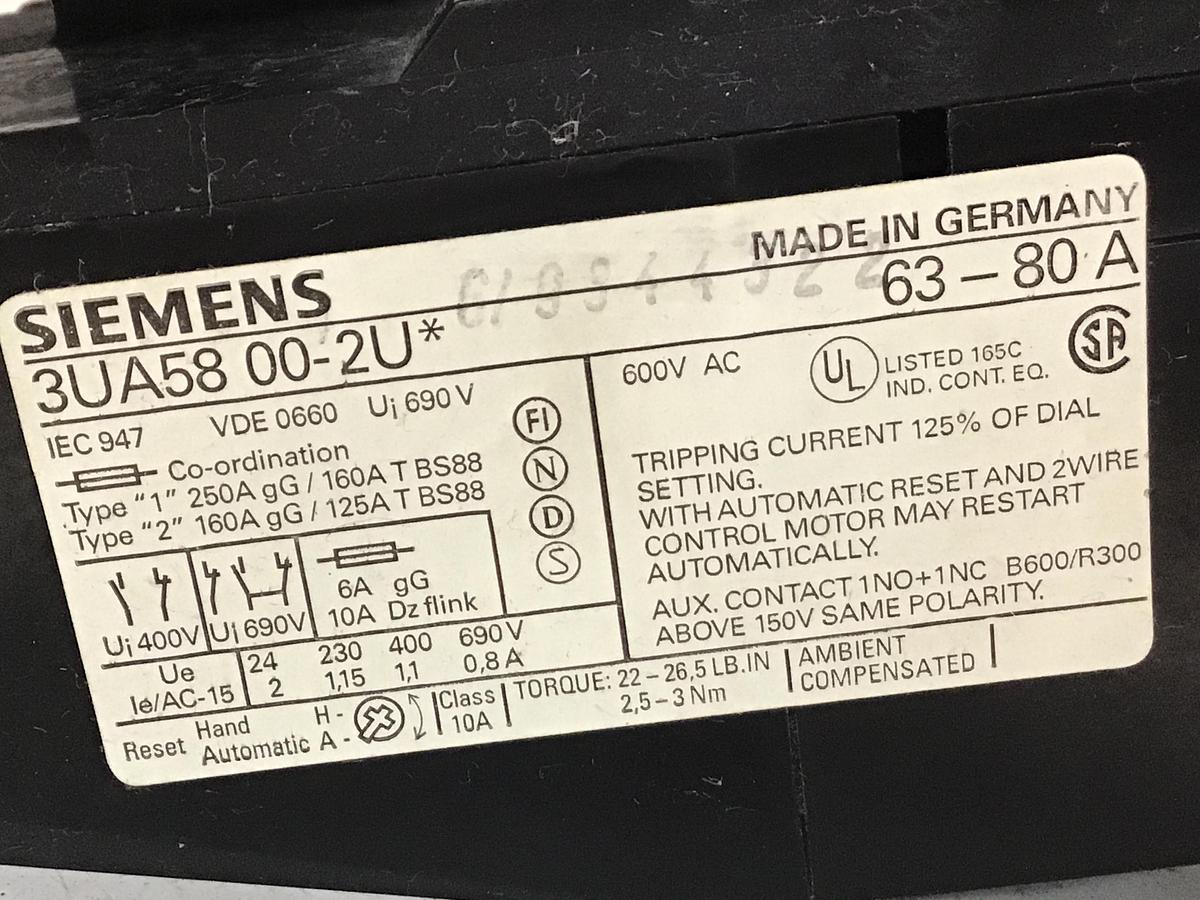 MADE IN GERMANY
SIEMENS
3UA58 00-2U*
63 – 80 A
IEC 947 VDE 0660 Ui 690 V
Co-ordination
Type "1" 250A gG / 160A T BS88
Type "2" 160A gG / 125A T BS88
FI
N
D
S
Ui 400V
Ui 690V
6A gG
10A Dz flink
Ue 24 230 400 690 V
Ie/AC-15 2 1,15 1,1 0,8 A
600V AC
UL
LISTED 165C
IND. CONT. EQ.
SA
TRIPPING CURRENT 125% OF DIAL
SETTING.
WITH AUTOMATIC RESET AND 2WIRE
CONTROL MOTOR MAY RESTART
AUTOMATICALLY.
AUX. CONTACT 1NO+1NC B600/R300
ABOVE 150V SAME POLARITY.
Reset
Hand H -
Automatic A -
Class
10A
TORQUE: 22 – 26,5 LB.IN
2,5 – 3 Nm
AMBIENT
COMPENSATED